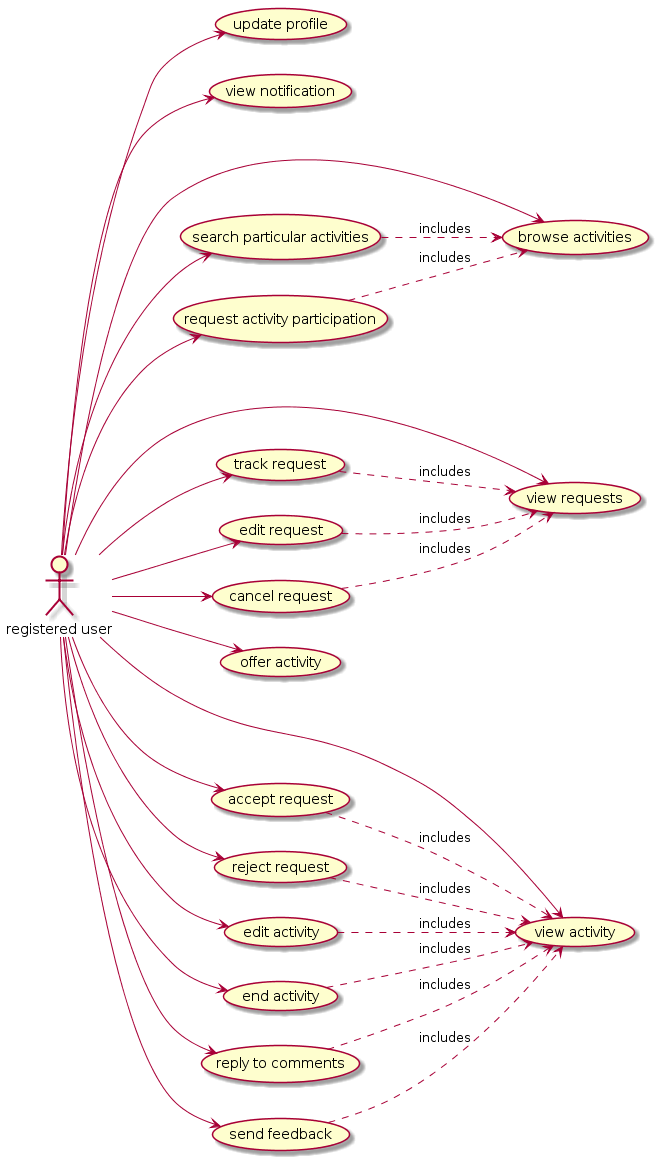 update profile
view notification
search particular activities
includes
browse activities
includes
request activity participation
track request
includes
view requests
edit request
includes
includes
cancel request
registered user
offer activity
accept request
includes
reject request
includes
edit activity
includes
view activity
includes
end activity
includes
reply to comments
includes
send feedback